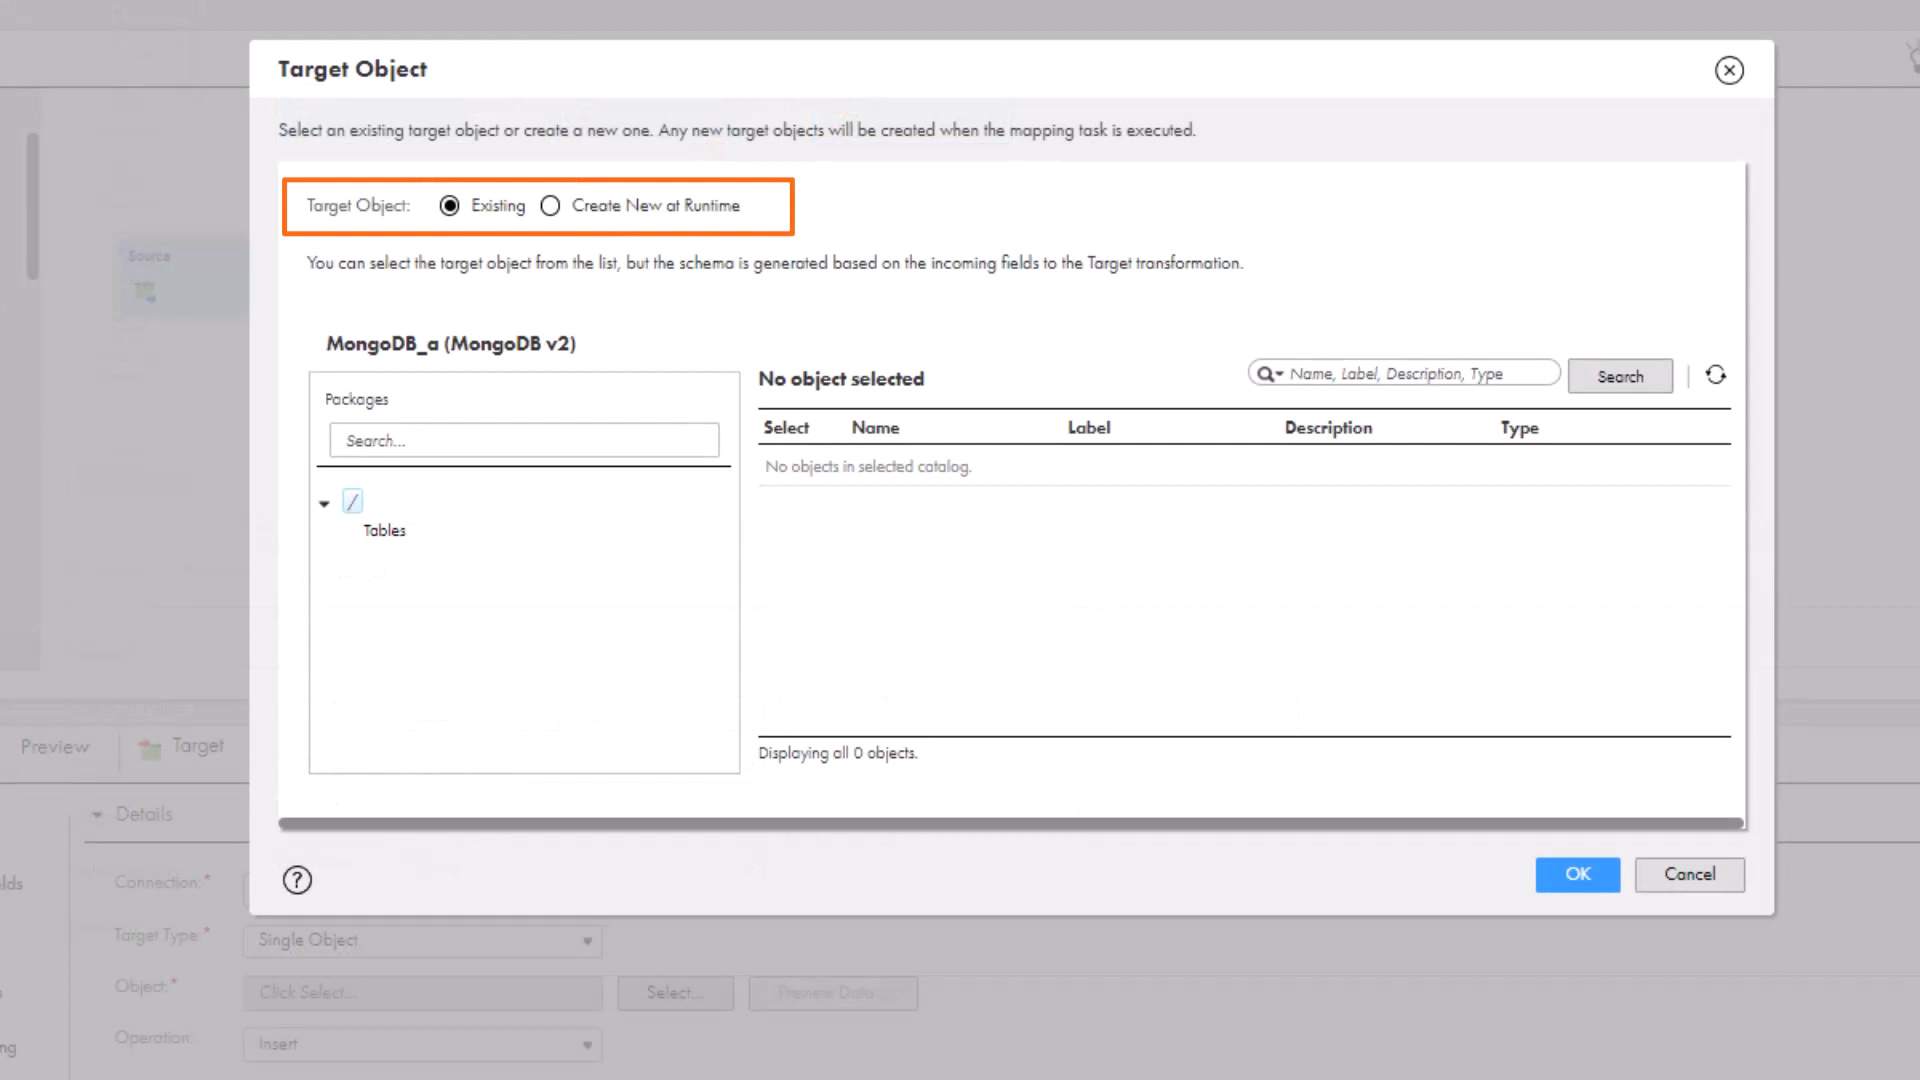 Target Object
Select an existing target object or create a new one. Any new target objects will be created when the mapping task is executed.
Target Object: Existing Create New at Runtime
You can select the target object from the list, but the schema is generated based on the incoming fields to the Target transformation.
Source
MongoDB_a (MongoDB v2)
No object selected
Name, Label, Description, Type
Search
Packages
Search...
Select Name Label Description Type
No objects in selected catalog.
/
Tables
Displaying all 0 objects.
Preview
Target
Details
OK
Cancel
?
Connection:*
lds
Target Type:*
Single Object
Object:*
Click Select...
Select...
Preview Data
Operation:
Insert
ng